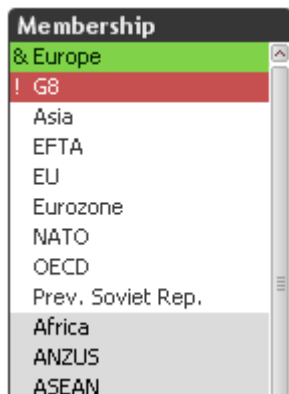 Membership
& Europe
! G8
Asia
EFTA
EU
Eurozone
NATO
OECD
Prev. Soviet Rep.
Africa
ANZUS
ASEAN